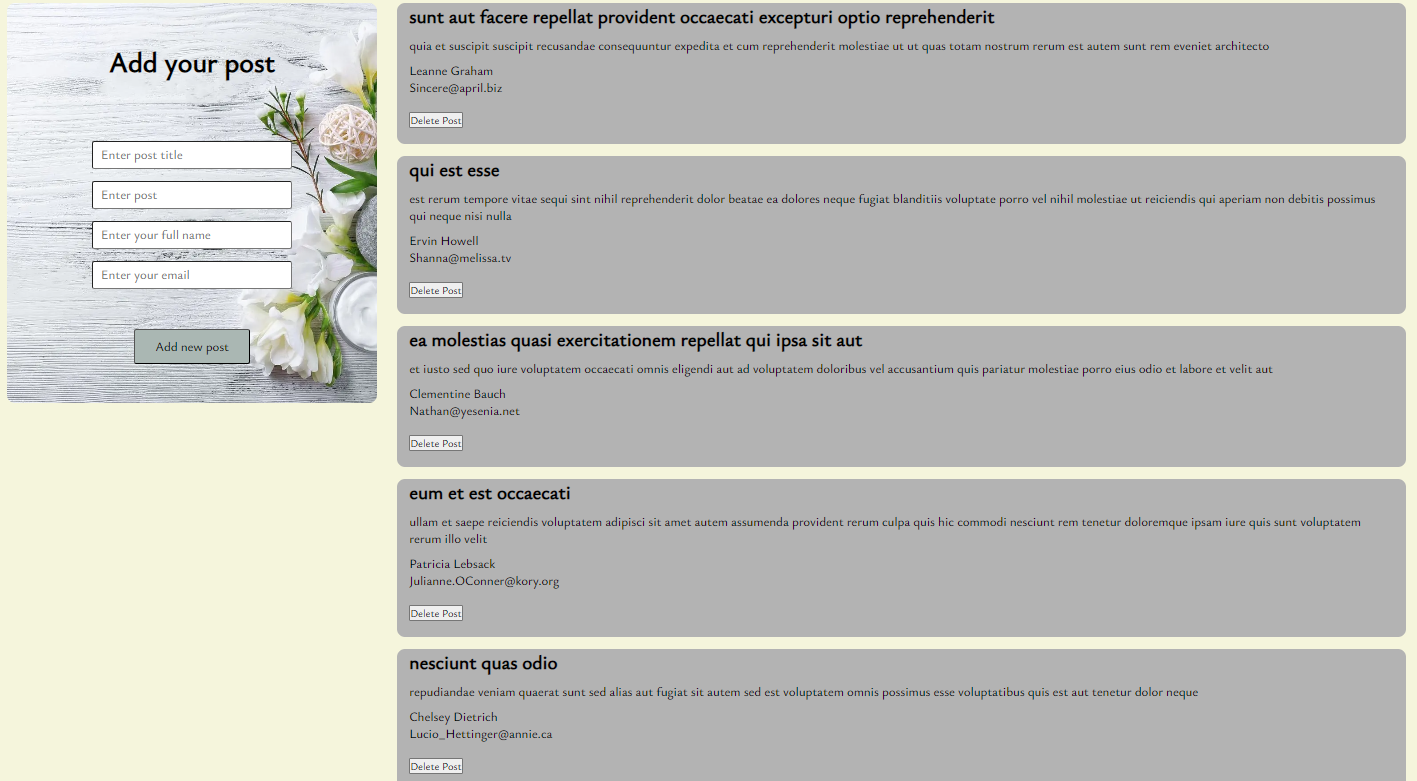 Add your post
Enter post title
Enter post
Enter your full name
Enter your email
Add new post
sunt aut facere repellat provident occaecati excepturi optio reprehenderit
quia et suscipit suscipit recusandae consequuntur expedita et cum reprehenderit molestiae ut ut quas totam nostrum rerum est autem sunt rem eveniet architecto
Leanne Graham
Sincere@april.biz
Delete Post
qui est esse
est rerum tempore vitae sequi sint nihil reprehenderit dolor beatae ea dolores neque fugiat blanditiis voluptate porro vel nihil molestiae ut reiciendis qui aperiam non debitis possimus
qui neque nisi nulla
Ervin Howell
Shanna@melissa.tv
Delete Post
ea molestias quasi exercitationem repellat qui ipsa sit aut
et iusto sed quo iure voluptatem occaecati omnis eligendi aut ad voluptatem doloribus vel accusantium quis pariatur molestiae porro eius odio et labore et velit aut
Clementine Bauch
Nathan@yesenia.net
Delete Post
eum et est occaecati
ullam et saepe reiciendis voluptatem adipisci sit amet autem assumenda provident rerum culpa quis hic commodi nesciunt rem tenetur doloremque ipsam iure quis sunt voluptatem
rerum illo velit
Patricia Lebsack
Julianne.OConner@kory.org
Delete Post
nesciunt quas odio
repudiandae veniam quaerat sunt sed alias aut fugiat sit autem sed est voluptatem omnis possimus esse voluptatibus quis est aut tenetur dolor neque
Chelsey Dietrich
Lucio_Hettinger@annie.ca
Delete Post